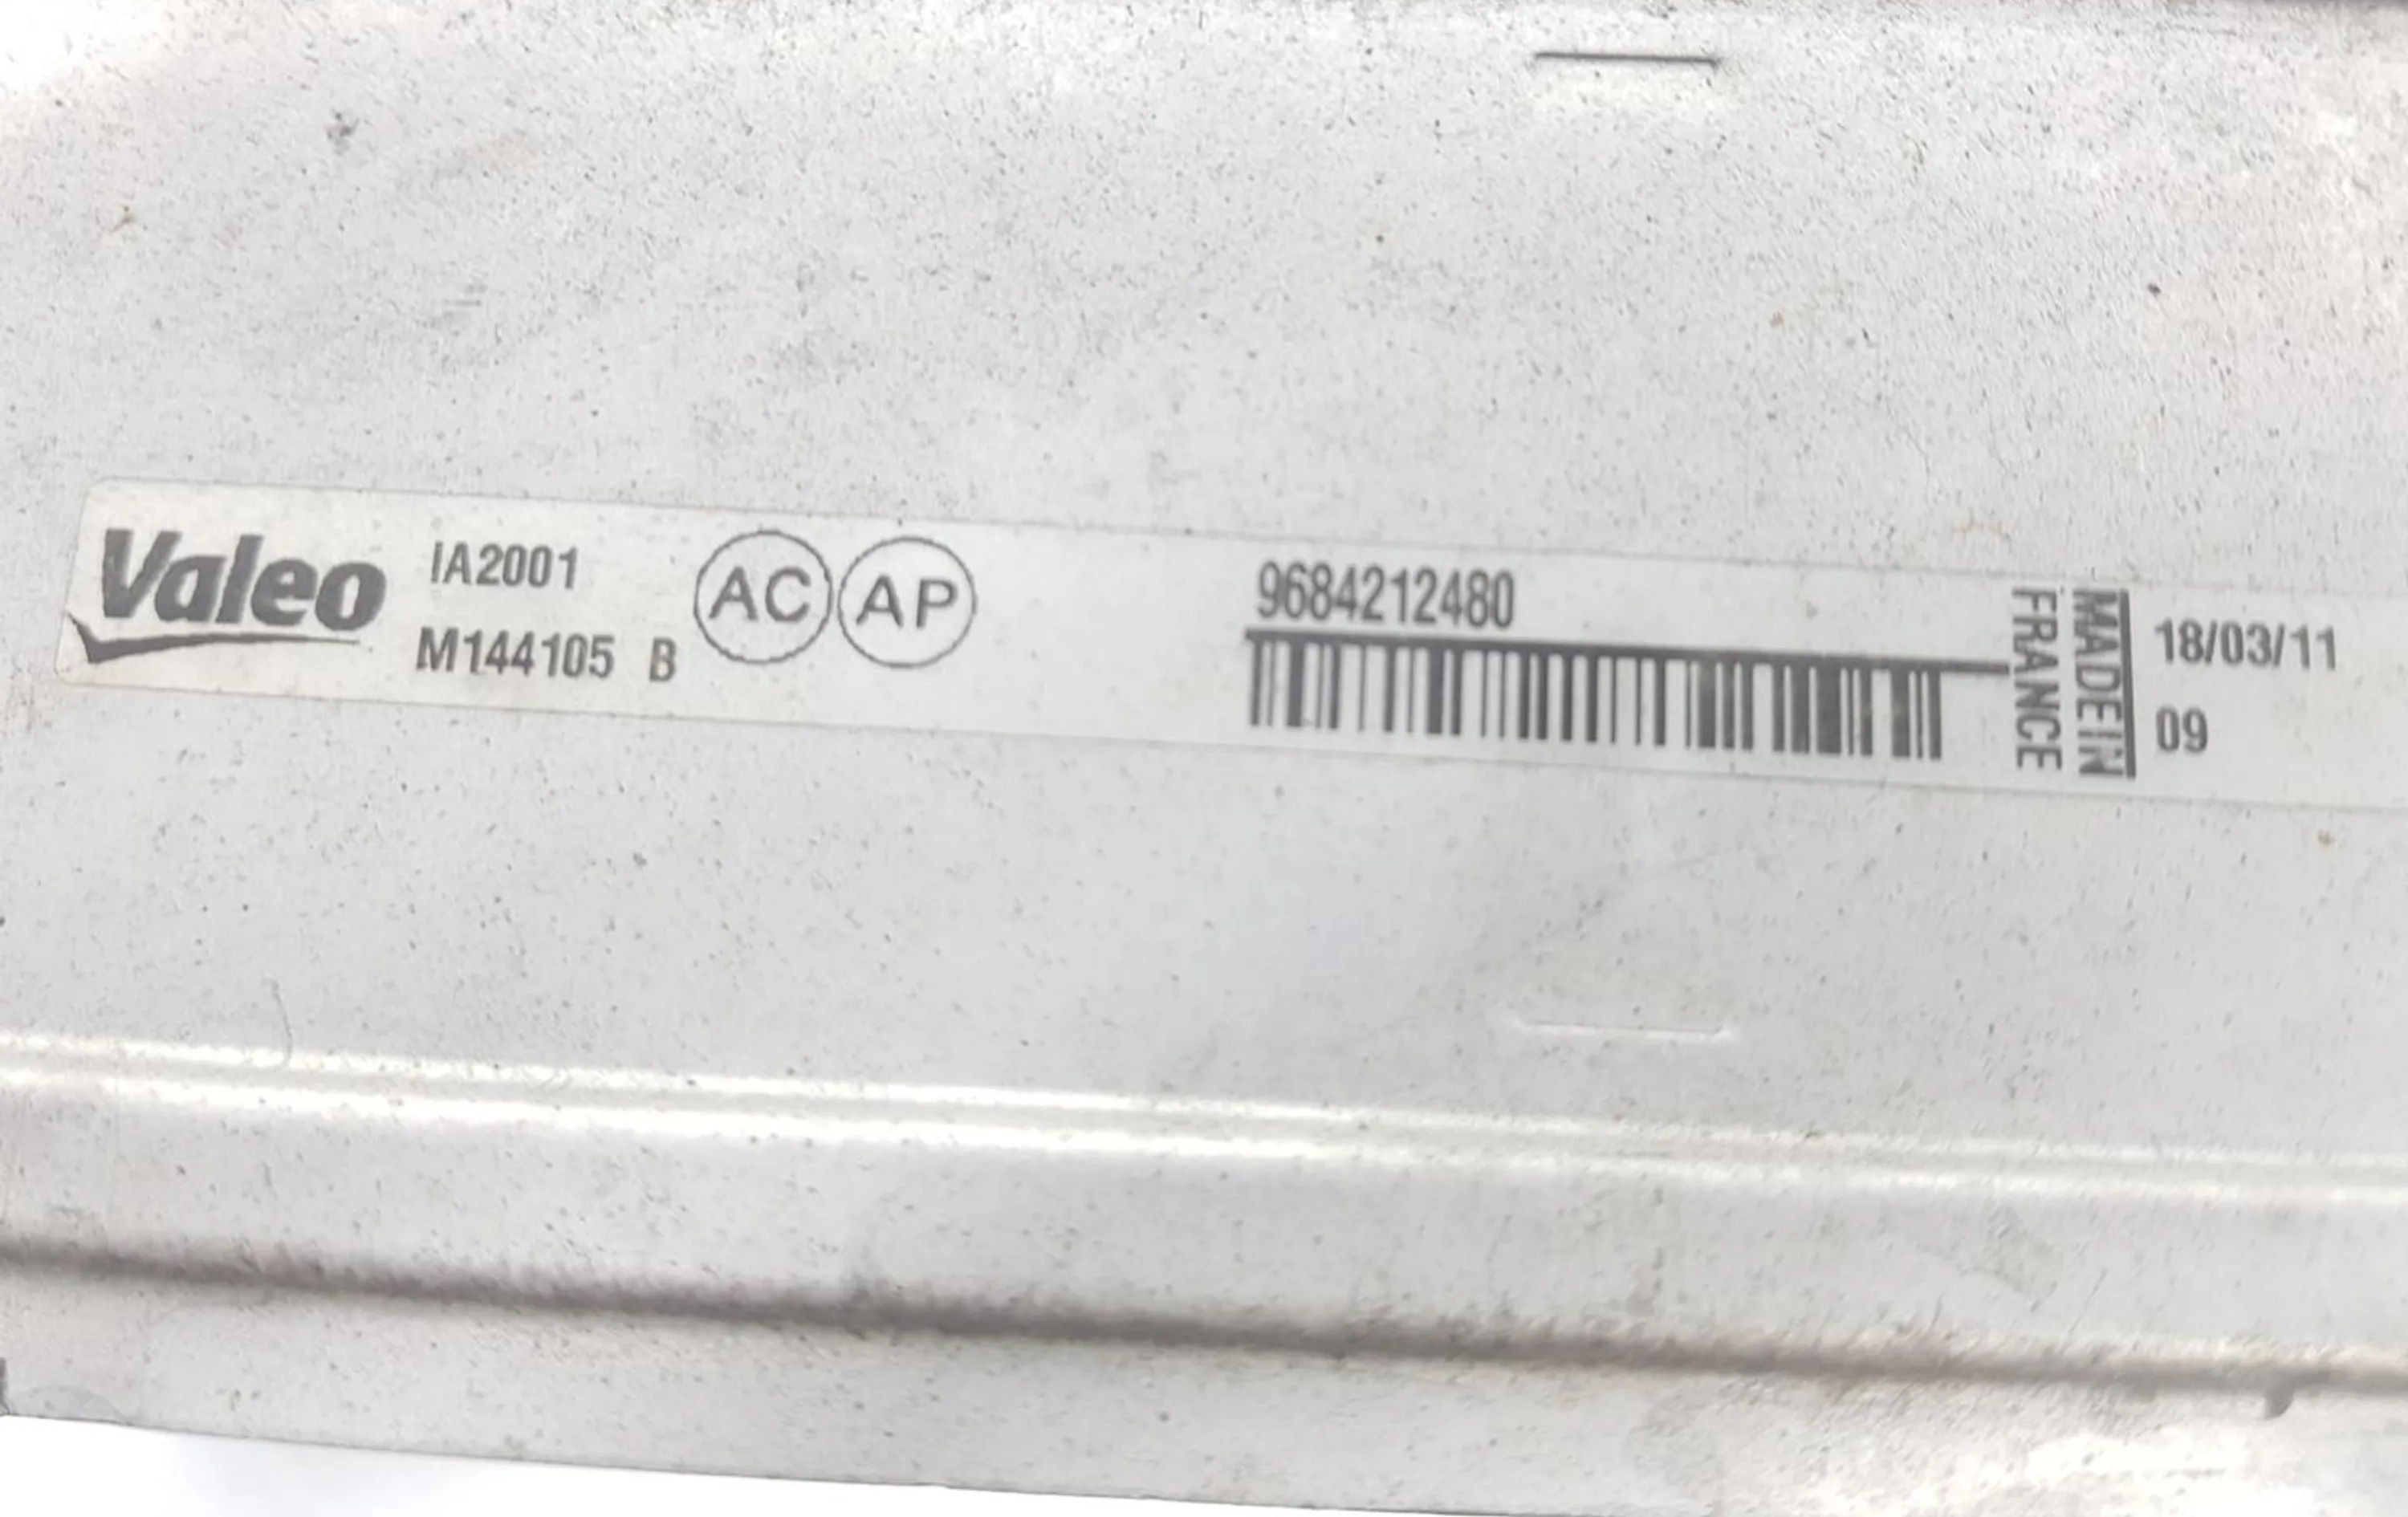 Valeo
IA2001
M144105 B
AC AP
9684212480
MADE IN
FRANCE
18/03/11
09